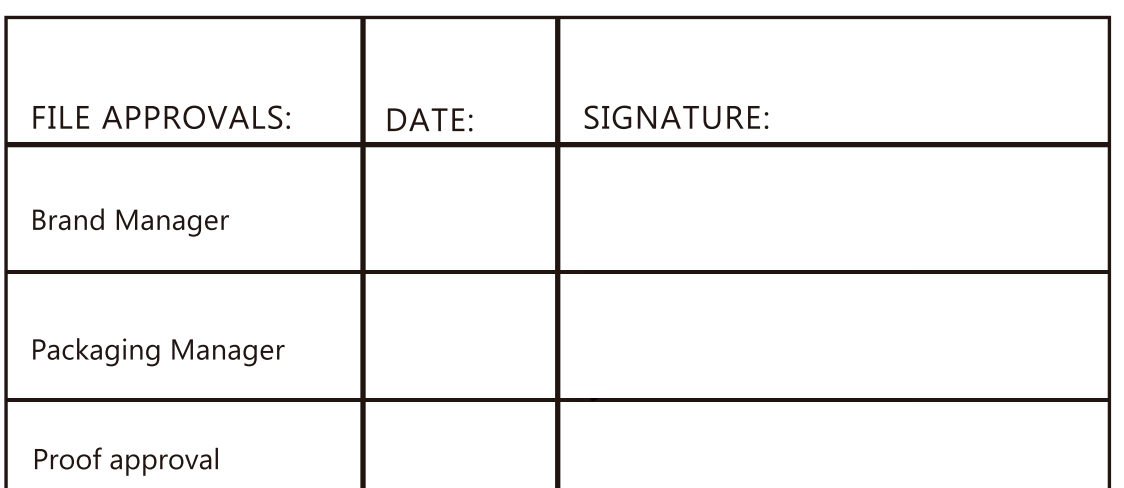 FILE APPROVALS: DATE: SIGNATURE:
Brand Manager
Packaging Manager
Proof approval